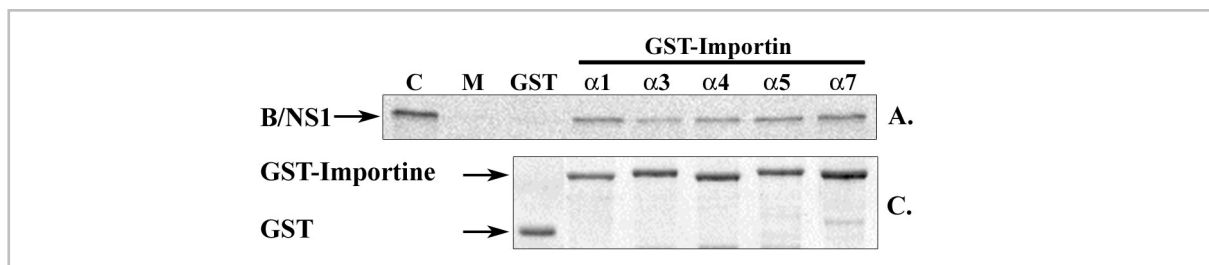 GST-Importin
C M GST α1 α3 α4 α5 α7
B/NS1 A.
GST-Importine C.
GST